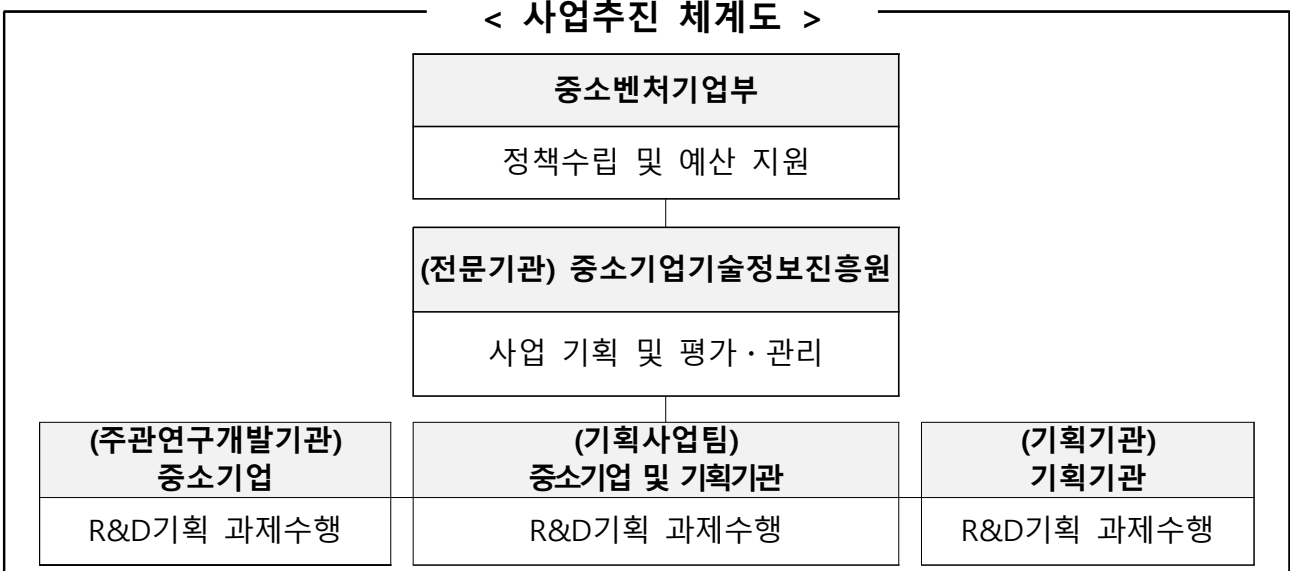 < 사업추진 체계도 >
중소벤처기업부
정책수립 및 예산 지원
(전문기관) 중소기업기술정보진흥원
사업 기획 및 평가・관리
(주관연구개발기관)
중소기업
R&D기획 과제수행
(기획사업팀)
중소기업 및 기획기관
R&D기획 과제수행
(기획기관)
기획기관
R&D기획 과제수행